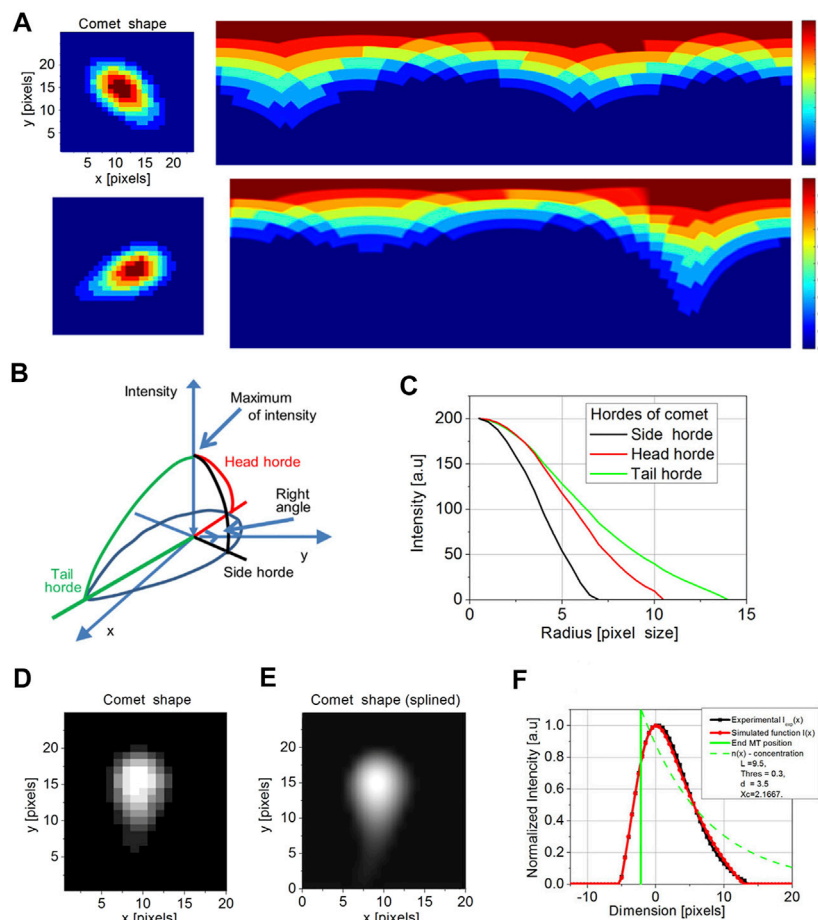 A
Comet shape
y [pixels]
25
20
15
10
5
5 10 15 20
x [pixels]
B
Intensity
Maximum
of intensity
Head horde
Right
angle
y
Side horde
Tail
horde
x
C
Intensity [a.u]
200
150
100
50
0
0 5 10 15
Radius [pixel size]
Hordes of comet
Side horde
Head horde
Tail horde
D
Comet shape
y [pixels]
25
20
15
10
5
5 10 15 20
x [pixels]
E
Comet shape (splined)
y [pixels]
25
20
15
10
5
0
0 5 10 15 20
x [pixels]
F
Normalized Intencity [a.u]
1.0
0.8
0.6
0.4
0.2
0.0
-10 0 10 20
Dimension [pixels]
Experimental Iexp(x)
Simulated function I(x)
End MT position
n(x) - concentration
L =9.5,
Thres = 0.3,
d = 3.5
Xc=2.1667.